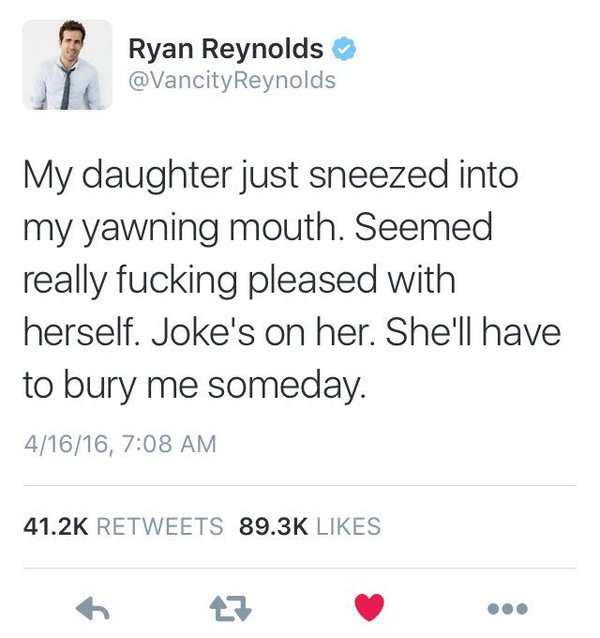 Ryan Reynolds
@VancityReynolds
My daughter just sneezed into
my yawning mouth. Seemed
really fucking pleased with
herself. Joke's on her. She'll have
to bury me someday.
4/16/16, 7:08 AM
41.2K RETWEETS 89.3K LIKES